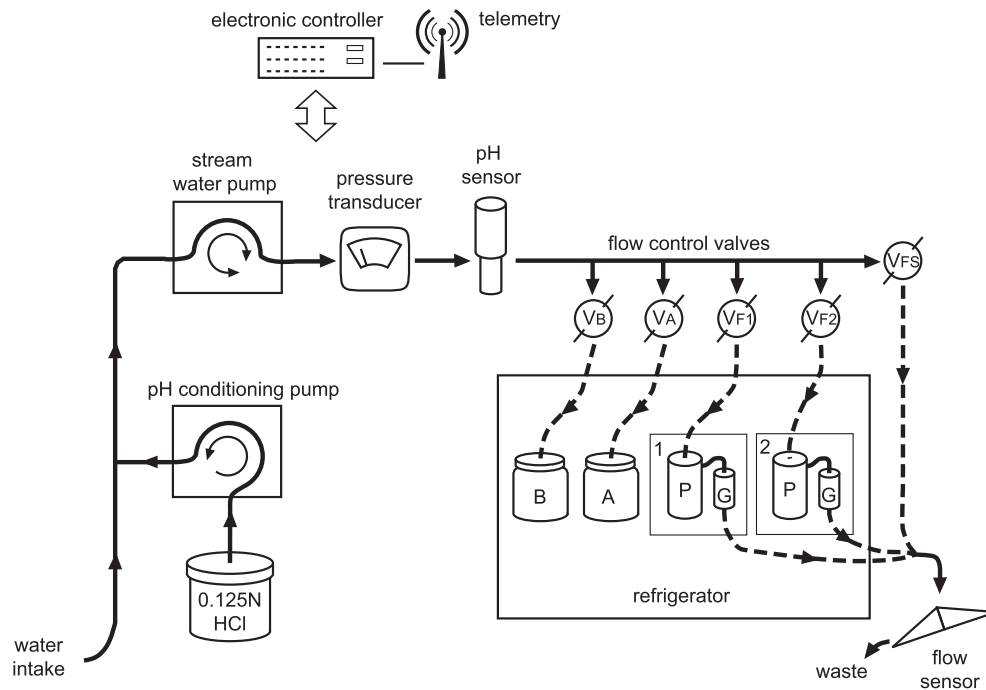 electronic controller
telemetry
stream
water pump
pressure
transducer
pH
sensor
flow control valves
VFS
VB
VA
VF1
VF2
pH conditioning pump
1
2
B
A
P
G
P
G
0.125N
HCl
refrigerator
water
intake
waste
flow
sensor